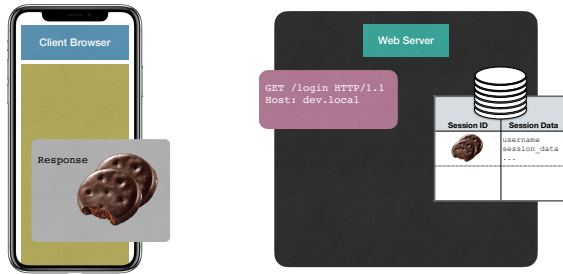 Client Browser
Response
Web Server
GET /login HTTP/1.1
Host: dev.local
Session ID
Session Data
username
session_data
...